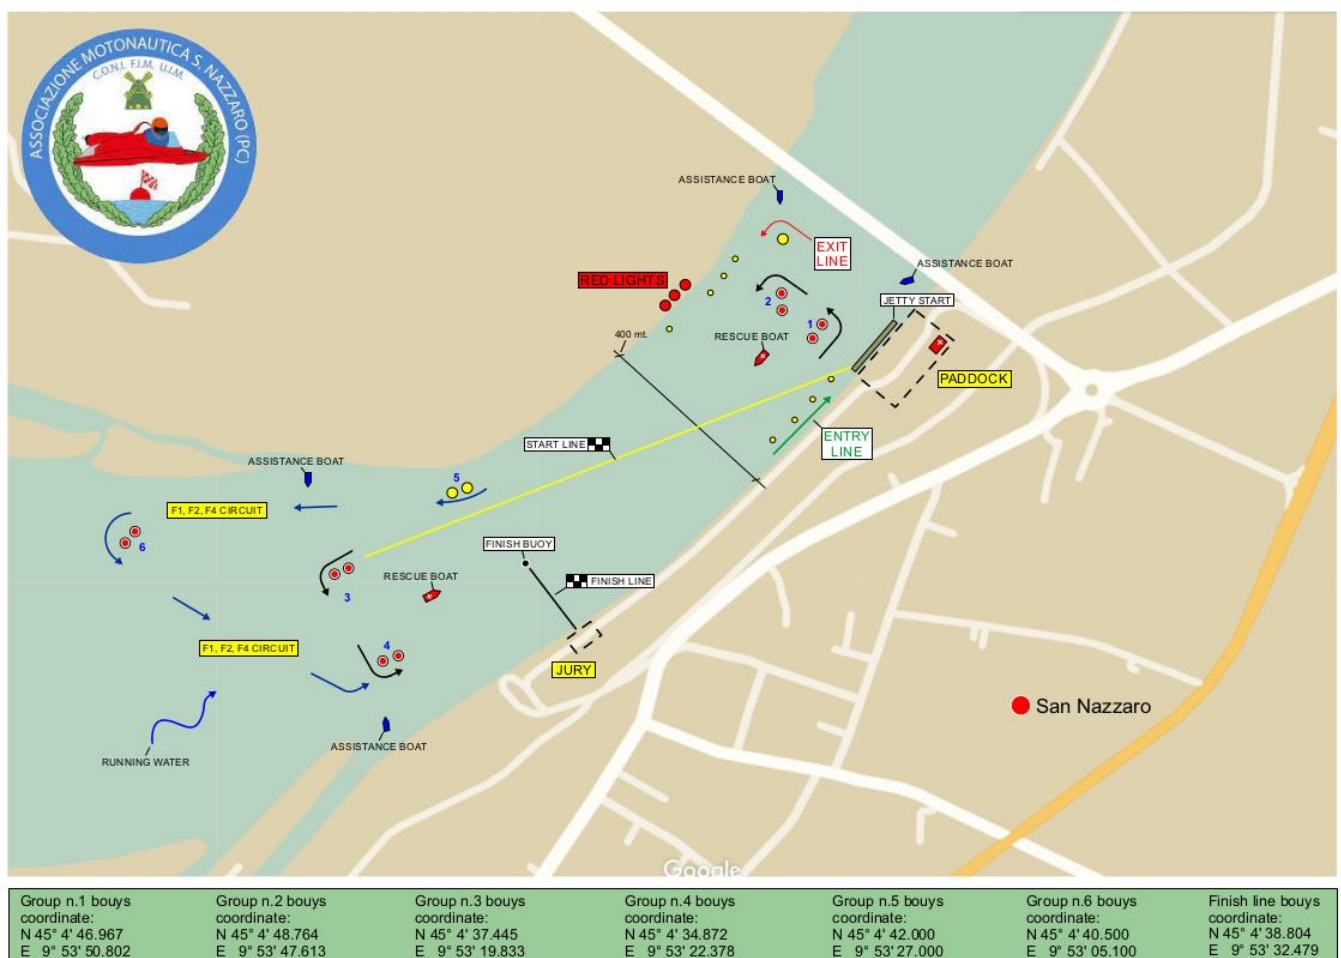 ASSOCIAZIONE MOTONAUTICA S. NAZZARO (PC)
C.O.N.I. F.I.M. U.I.M.
ASSISTANCE BOAT
EXIT
LINE
ASSISTANCE BOAT
RED LIGHTS
JETTY START
2
1
400 mt.
RESCUE BOAT
PADDOCK
ENTRY
LINE
START LINE
ASSISTANCE BOAT
5
F1, F2, F4 CIRCUIT
6
FINISH BUOY
RESCUE BOAT
FINISH LINE
3
4
F1, F2, F4 CIRCUIT
JURY
San Nazzaro
ASSISTANCE BOAT
RUNNING WATER
Google
Group n.1 bouys
coordinate:
N 45° 4' 46.967
E 9° 53' 50.802
Group n.2 bouys
coordinate:
N 45° 4' 48.764
E 9° 53' 47.613
Group n.3 bouys
coordinate:
N 45° 4' 37.445
E 9° 53' 19.833
Group n.4 bouys
coordinate:
N 45° 4' 34.872
E 9° 53' 22.378
Group n.5 bouys
coordinate:
N 45° 4' 42.000
E 9° 53' 27.000
Group n.6 bouys
coordinate:
N 45° 4' 40.500
E 9° 53' 05.100
Finish line bouys
coordinate:
N 45° 4' 38.804
E 9° 53' 32.479